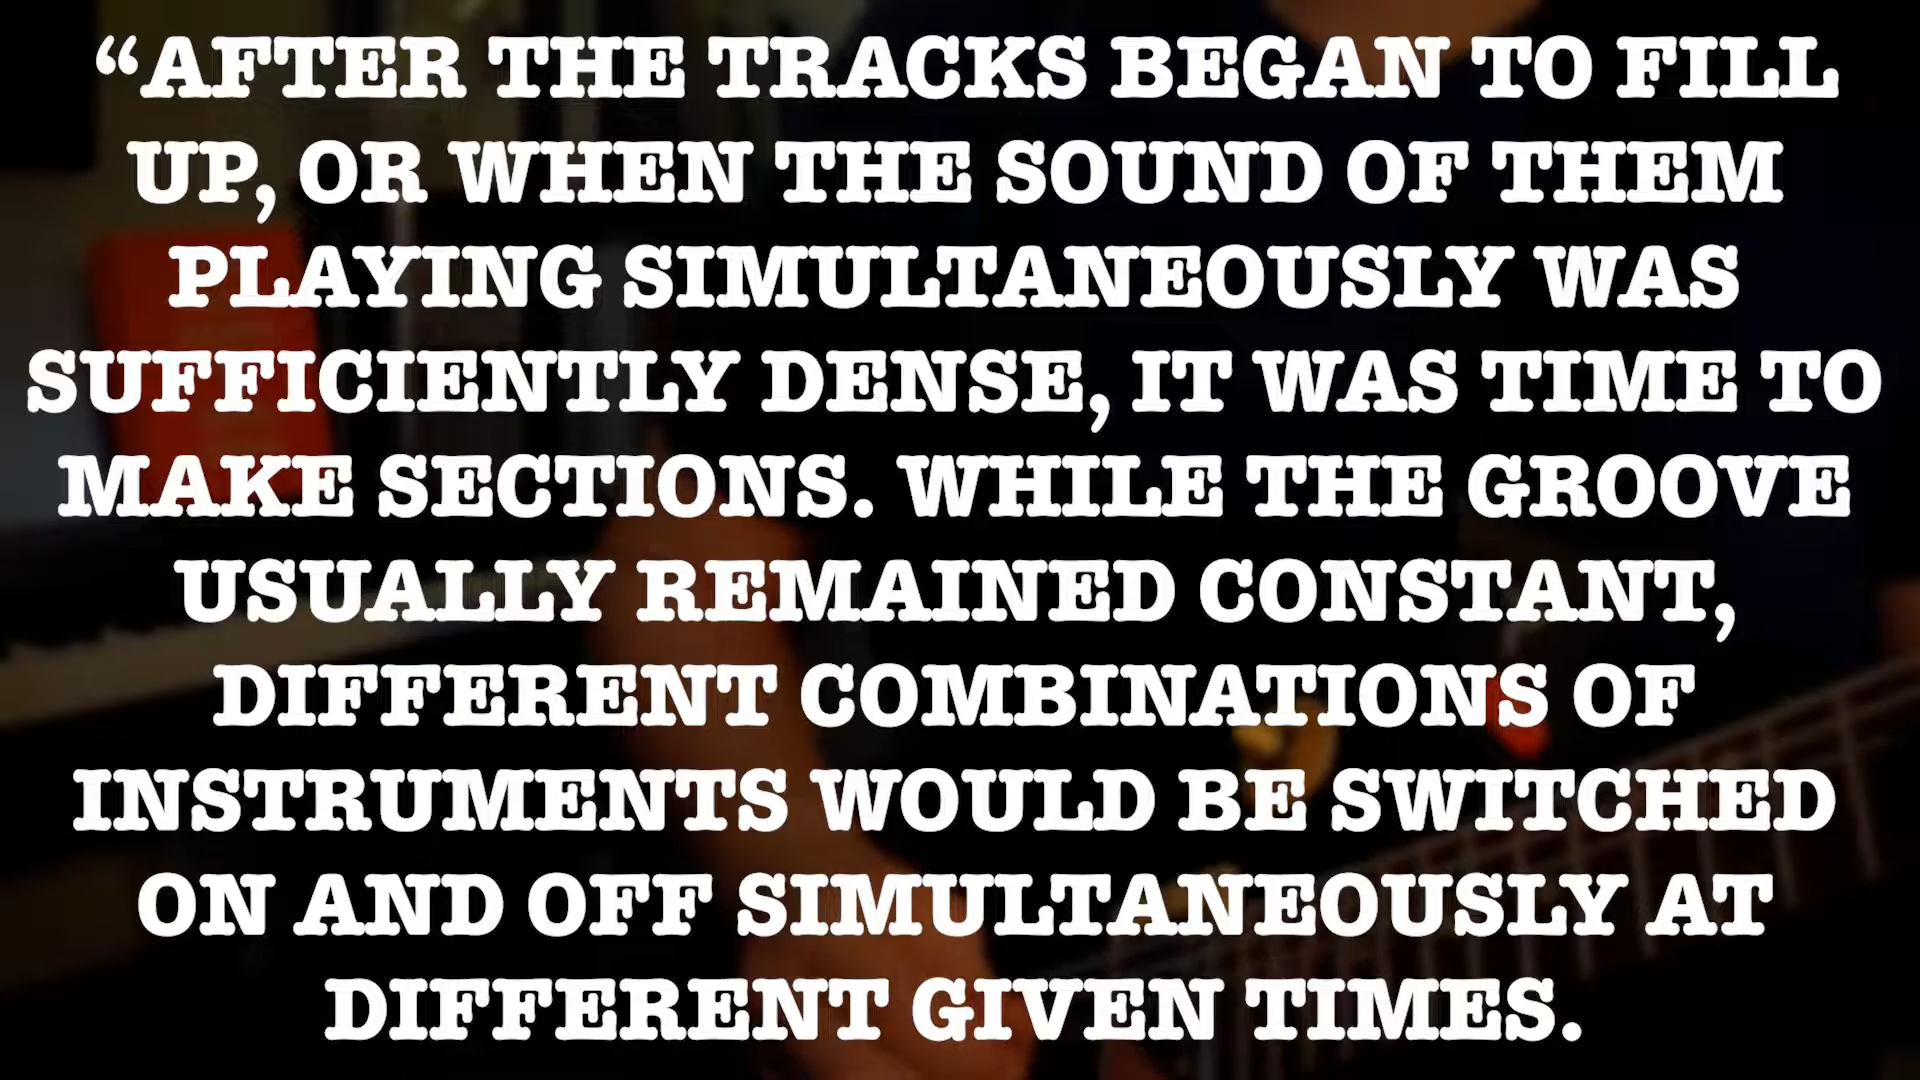 “AFTER THE TRACKS BEGAN TO FILL
UP, OR WHEN THE SOUND OF THEM
PLAYING SIMULTANEOUSLY WAS
SUFFICIENTLY DENSE, IT WAS TIME TO
MAKE SECTIONS. WHILE THE GROOVE
USUALLY REMAINED CONSTANT,
DIFFERENT COMBINATIONS OF
INSTRUMENTS WOULD BE SWITCHED
ON AND OFF SIMULTANEOUSLY AT
DIFFERENT GIVEN TIMES.